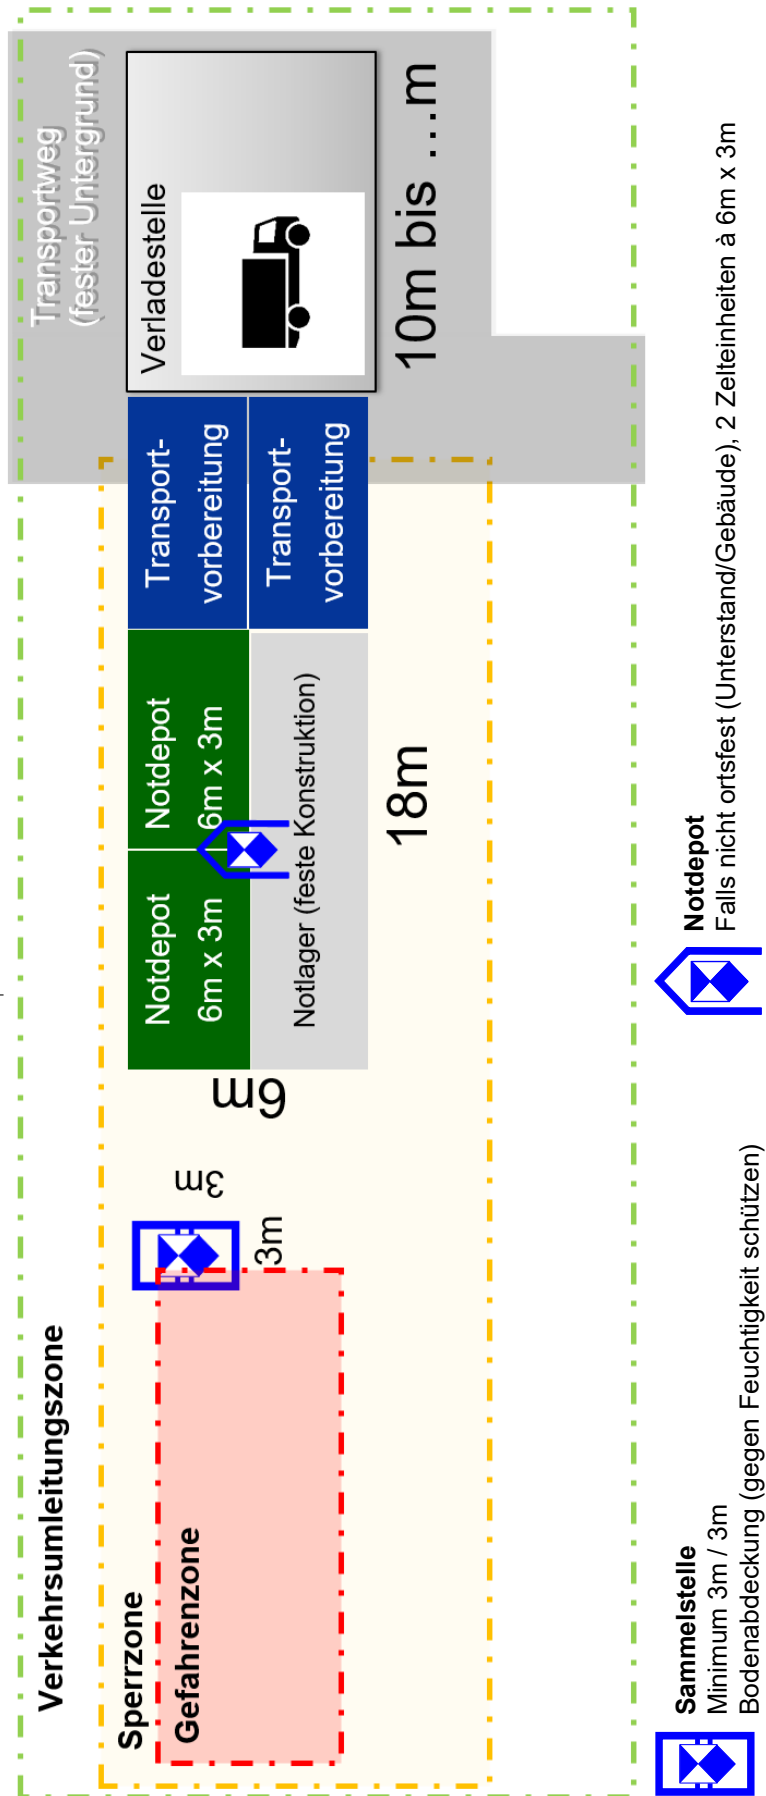 Verkehrsumleitungszone
Sperrzone
Gefahrenzone
3m
3m
6m
Notdepot
6m x 3m
Notdepot
6m x 3m
Notlager (feste Konstruktion)
18m
Transport-
vorbereitung
Transport-
vorbereitung
Transportweg
(fester Untergrund)
Verladestelle
10m bis …m
Sammelstelle
Minimum 3m / 3m
Bodenabdeckung (gegen Feuchtigkeit schützen)
Notdepot
Falls nicht ortsfest (Unterstand/Gebäude), 2 Zelteinheiten à 6m x 3m